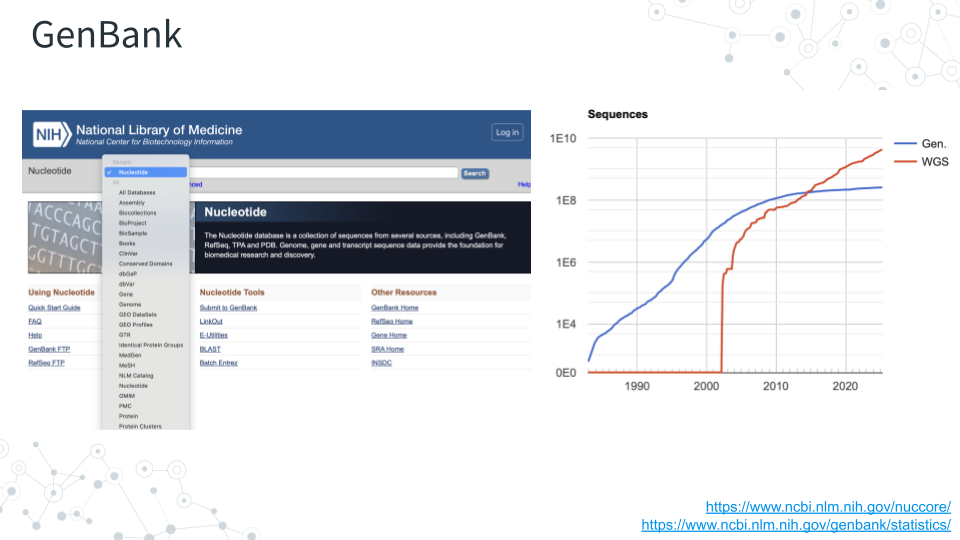 GenBank
NIH
National Library of Medicine
National Center for Biotechnology Information
Log in
Nucleotide
Search
nced
Help
Recent
✓ Nucleotide
All
All Databases
Assembly
Biocollections
BioProject
BioSample
Books
ClinVar
Conserved Domains
dbGaP
dbVar
Gene
Genome
GEO DataSets
GEO Profiles
GTR
Identical Protein Groups
MedGen
MeSH
NLM Catalog
Nucleotide
OMIM
PMC
Protein
Protein Clusters
ACCCAGC
TGTAGCT
GGTTTGG
Nucleotide
The Nucleotide database is a collection of sequences from several sources, including GenBank,
RefSeq, TPA and PDB. Genome, gene and transcript sequence data provide the foundation for
biomedical research and discovery.
Using Nucleotide
Quick Start Guide
FAQ
Help
GenBank FTP
RefSeq FTP
Nucleotide Tools
Submit to GenBank
LinkOut
E-Utilities
BLAST
Batch Entrez
Other Resources
GenBank Home
RefSeq Home
Gene Home
SRA Home
INSDC
Sequences
1E10
1E8
1E6
1E4
0E0
1990 2000 2010 2020
Gen.
WGS
https://www.ncbi.nlm.nih.gov/nuccore/
https://www.ncbi.nlm.nih.gov/genbank/statistics/